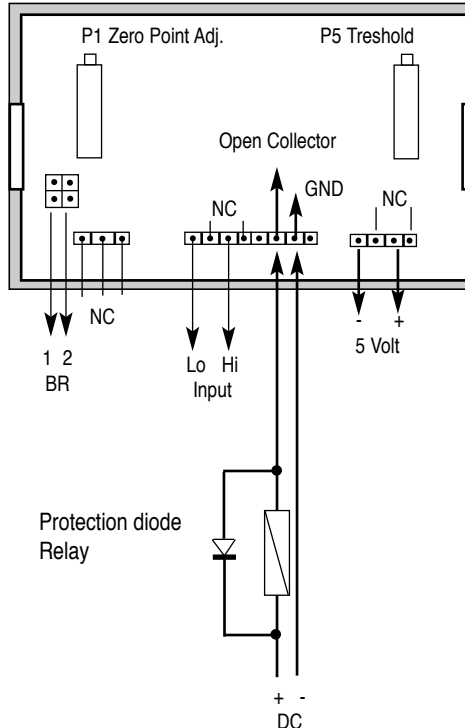 P1 Zero Point Adj.
P5 Treshold
Open Collector
GND
NC
NC
NC
1 2
BR
Lo Hi
Input
- +
5 Volt
Protection diode
Relay
+ -
DC